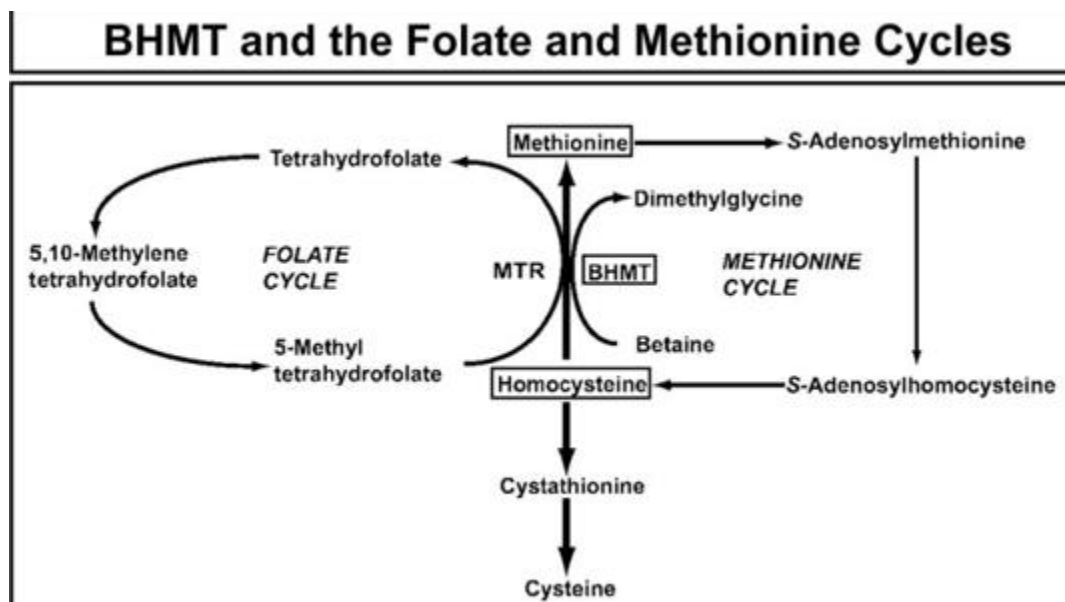 BHMT and the Folate and Methionine Cycles
Methionine
S-Adenosylmethionine
Tetrahydrofolate
Dimethylglycine
5,10-Methylene
tetrahydrofolate
FOLATE
CYCLE
MTR
BHMT
METHIONINE
CYCLE
5-Methyl
tetrahydrofolate
Betaine
Homocysteine
S-Adenosylhomocysteine
Cystathionine
Cysteine